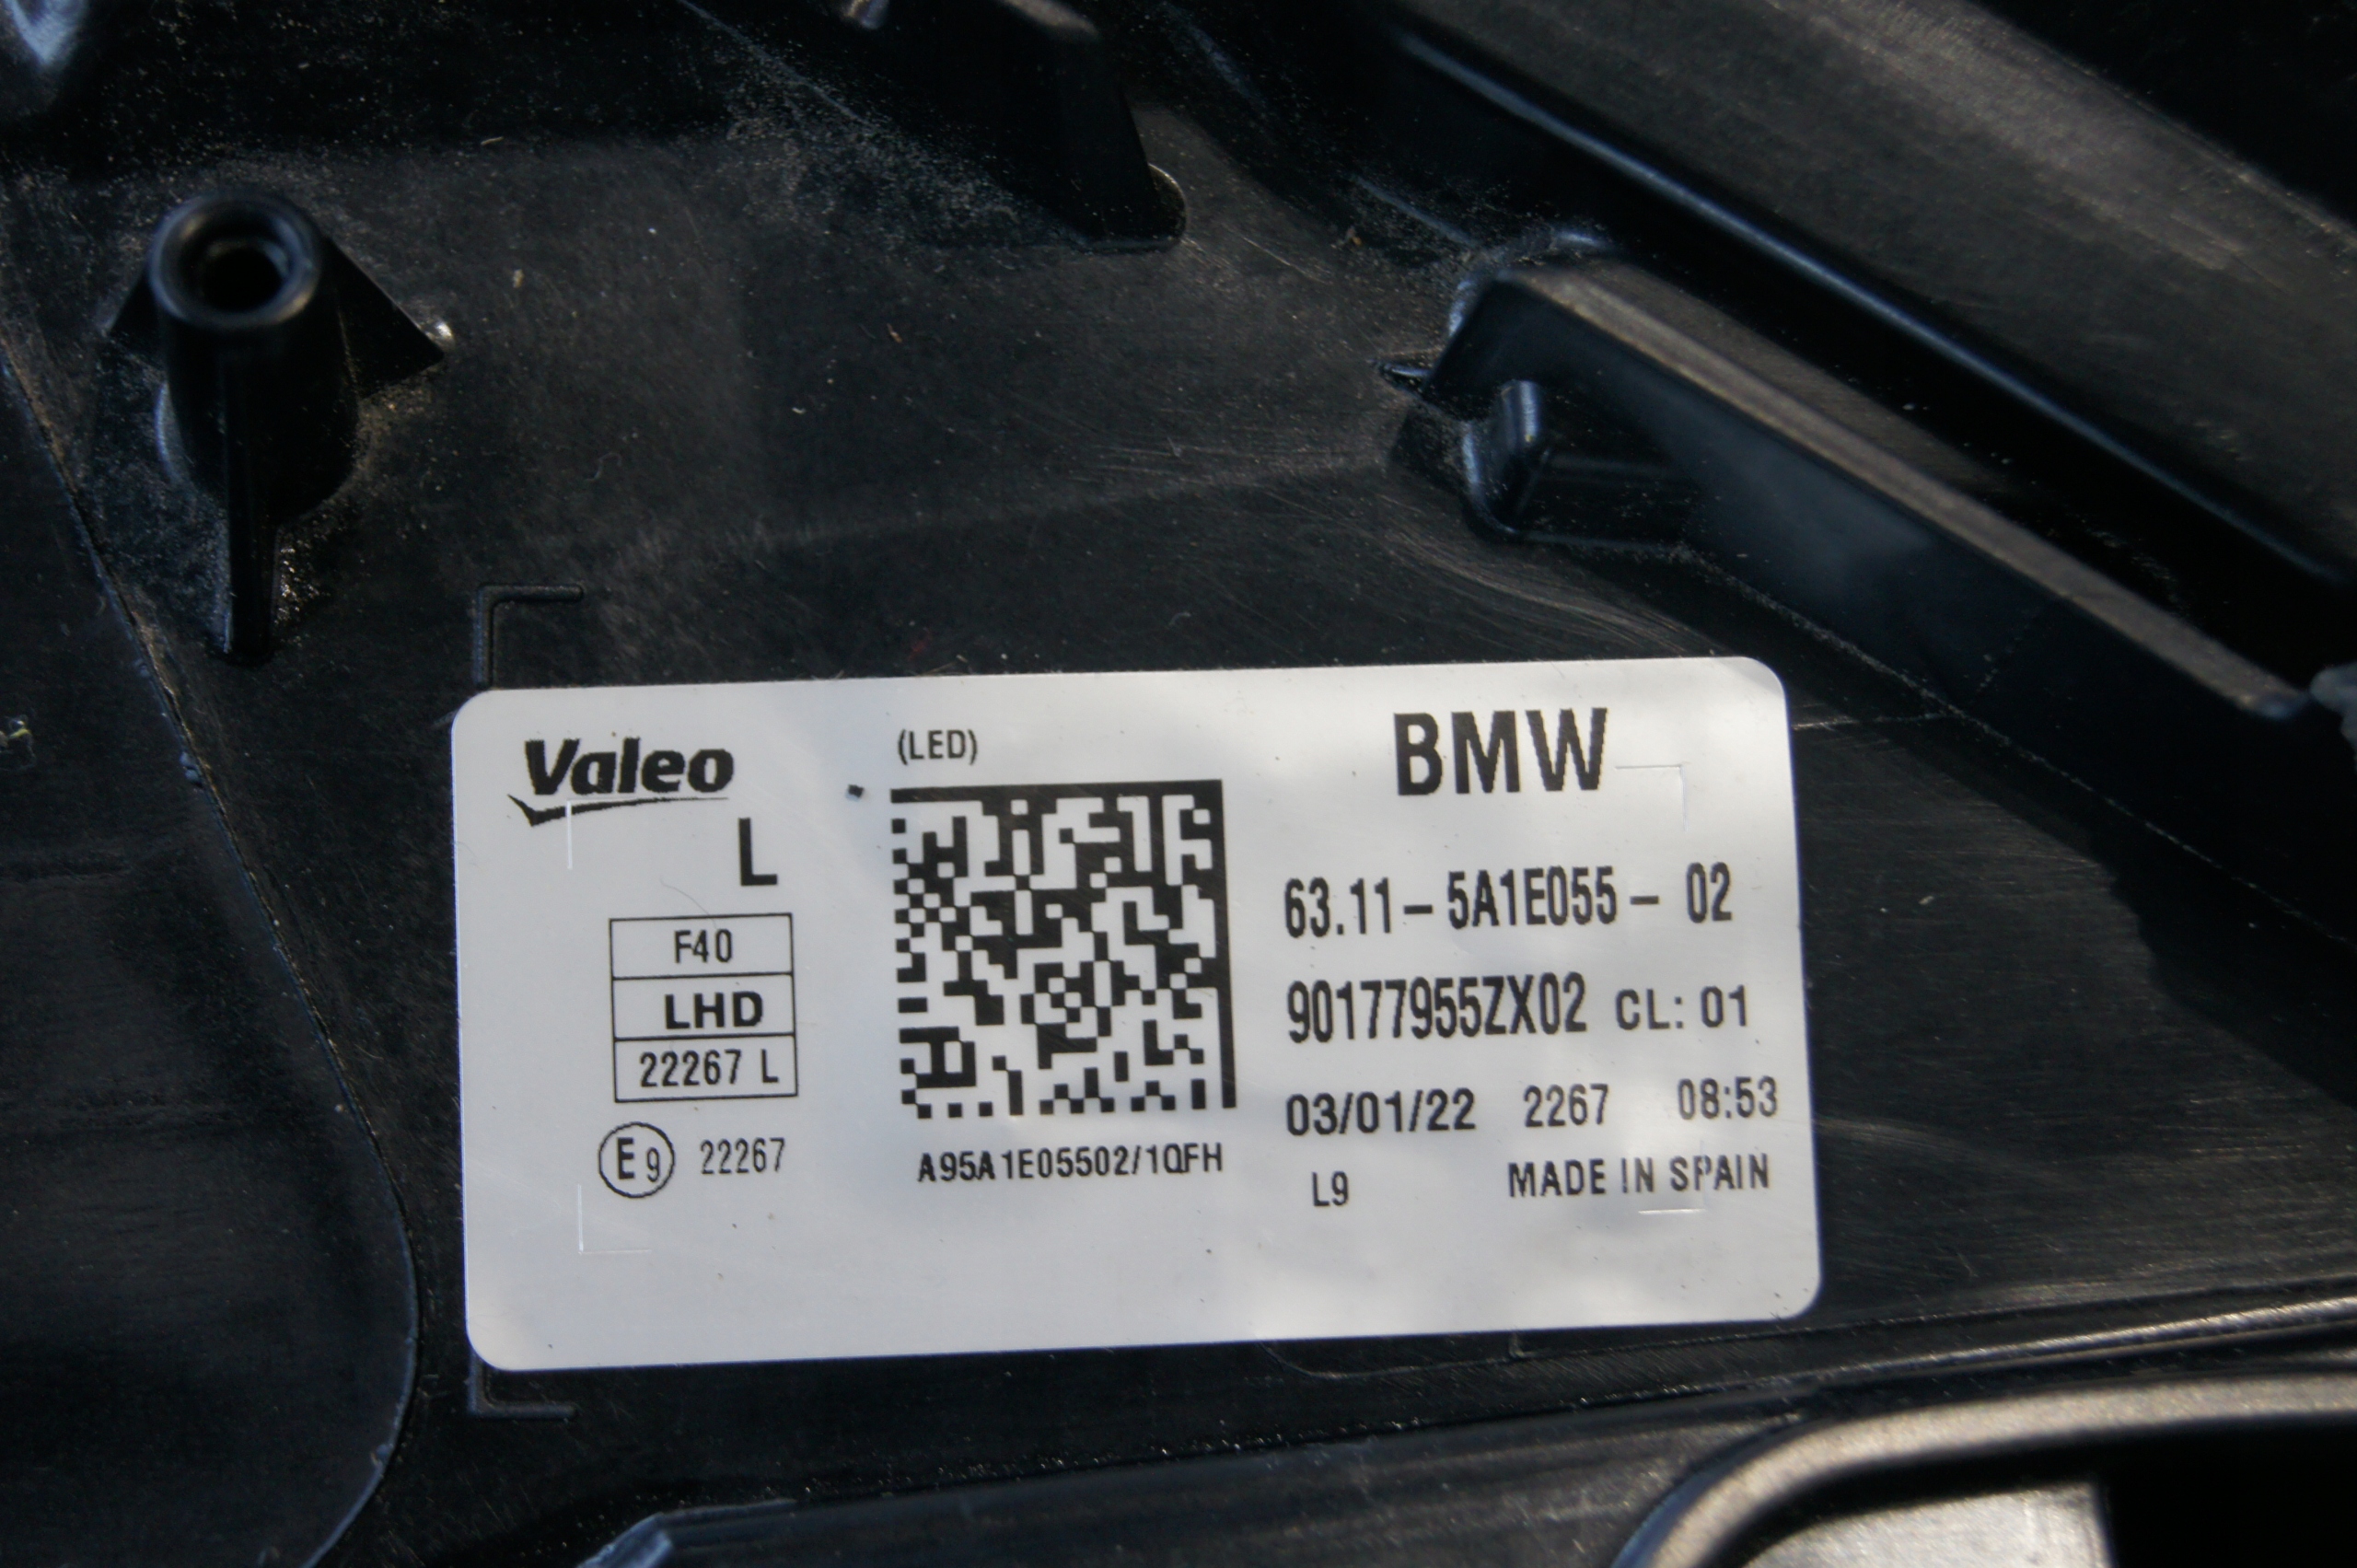 Valeo
L
F40
LHD
22267 L
E9 22267
(LED)
A95A1E05502/1QFH
BMW
63.11 - 5A1E055 - 02
90177955ZX02 CL: 01
03/01/22 2267 08:53
L9 MADE IN SPAIN